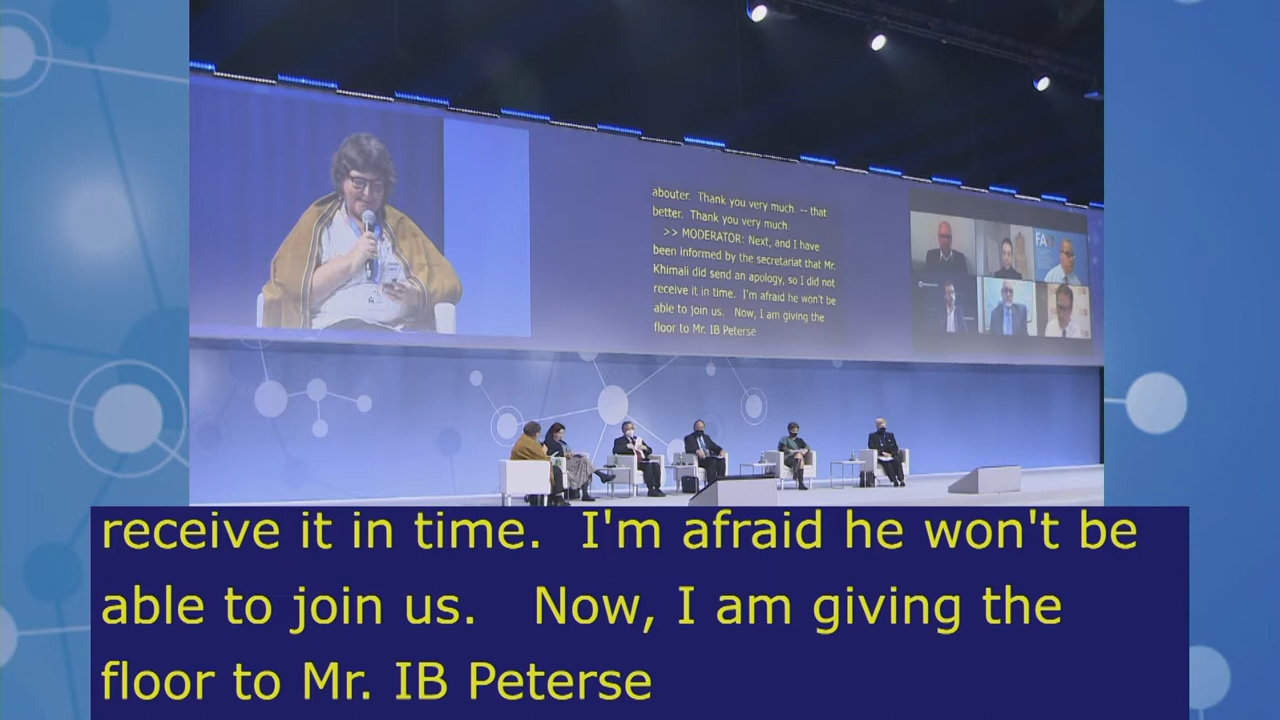 abouter.  Thank you very much. -- that
better.  Thank you very much.
>> MODERATOR: Next, and I have
been informed by the secretariat that Mr.
Khimali did send an apology, so I did not
receive it in time.  I'm afraid he won't be
able to join us.   Now, I am giving the
floor to Mr. IB Peterse
FA
receive it in time.  I'm afraid he won't be
able to join us.   Now, I am giving the
floor to Mr. IB Peterse